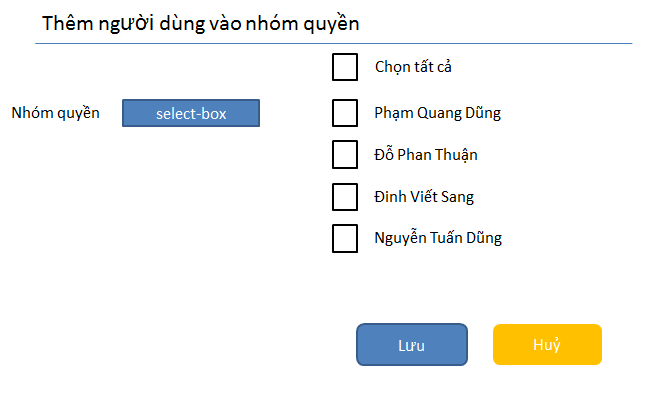 Thêm người dùng vào nhóm quyền
Chọn tất cả
Nhóm quyền select-box Phạm Quang Dũng
Đỗ Phan Thuận
Đinh Viết Sang
Nguyễn Tuấn Dũng
Lưu Huỷ